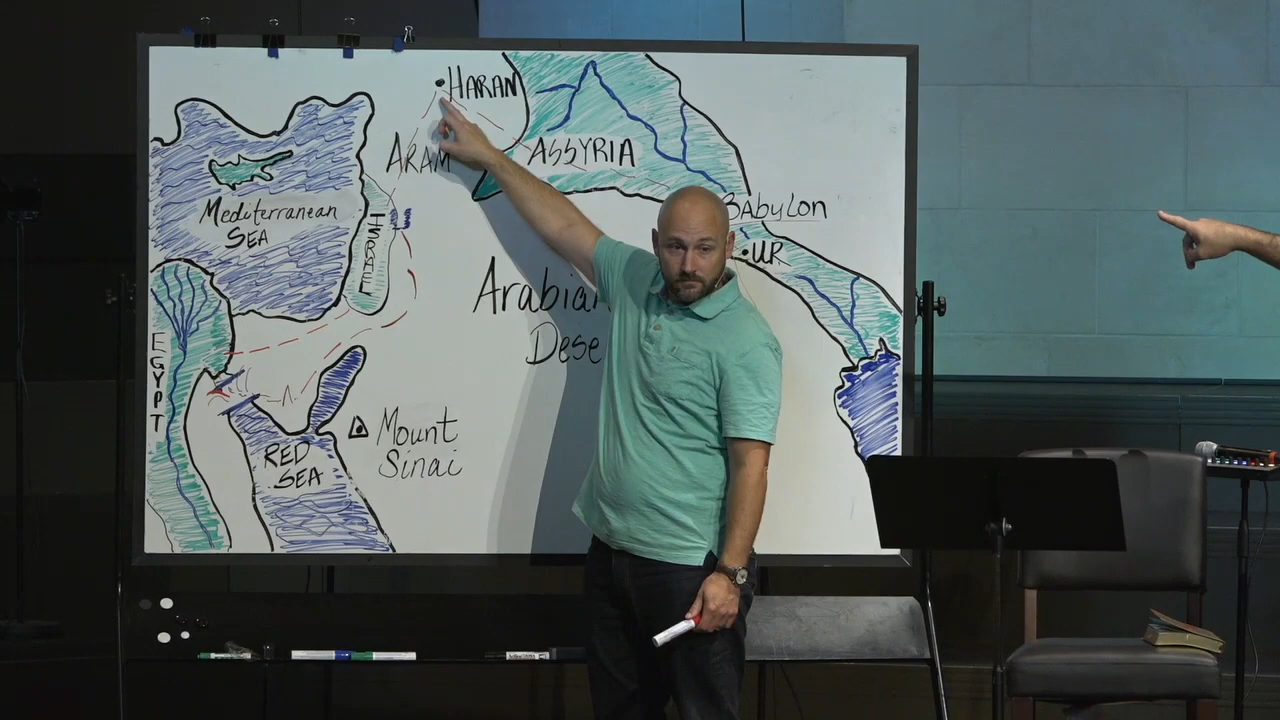 HARAN
ARAM
ASSYRIA
Mediterranean
SEA
ISRAEL
Babylon
UR
Arabian
Dese
EGYPT
Mount
Sinai
RED
SEA